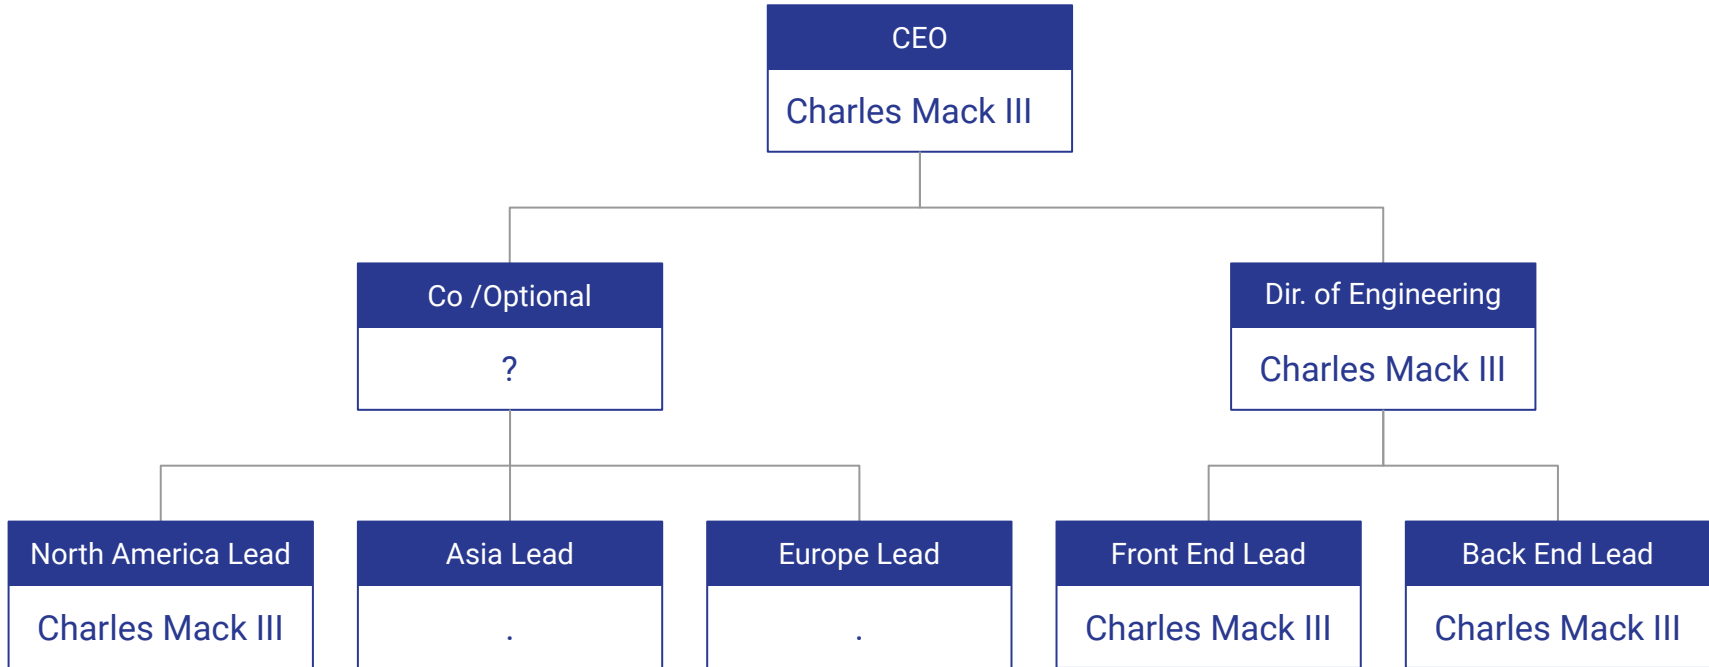 CEO
Charles Mack III
Co /Optional
?
Dir. of Engineering
Charles Mack III
North America Lead
Charles Mack III
Asia Lead
.
Europe Lead
.
Front End Lead
Charles Mack III
Back End Lead
Charles Mack III